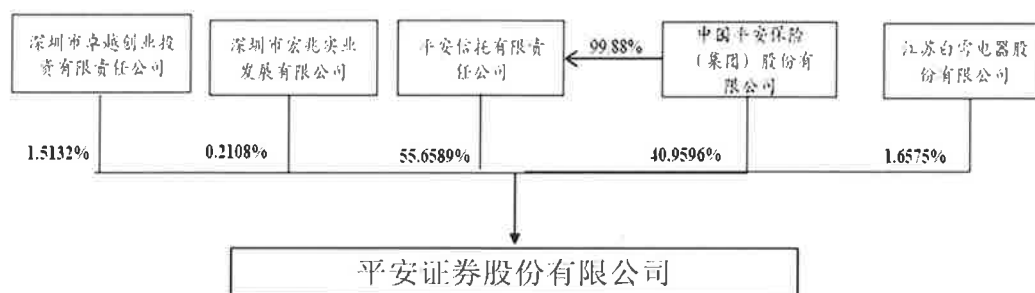 深圳市卓越创业投
资有限责任公司
深圳市宏兆实业
发展有限公司
平安信托有限责
任公司
99.88%
中国平安保险
（集团）股份有
限公司
江苏白雪电器股
份有限公司
1.5132%
0.2108%
55.6589%
40.9596%
1.6575%
平安证券股份有限公司